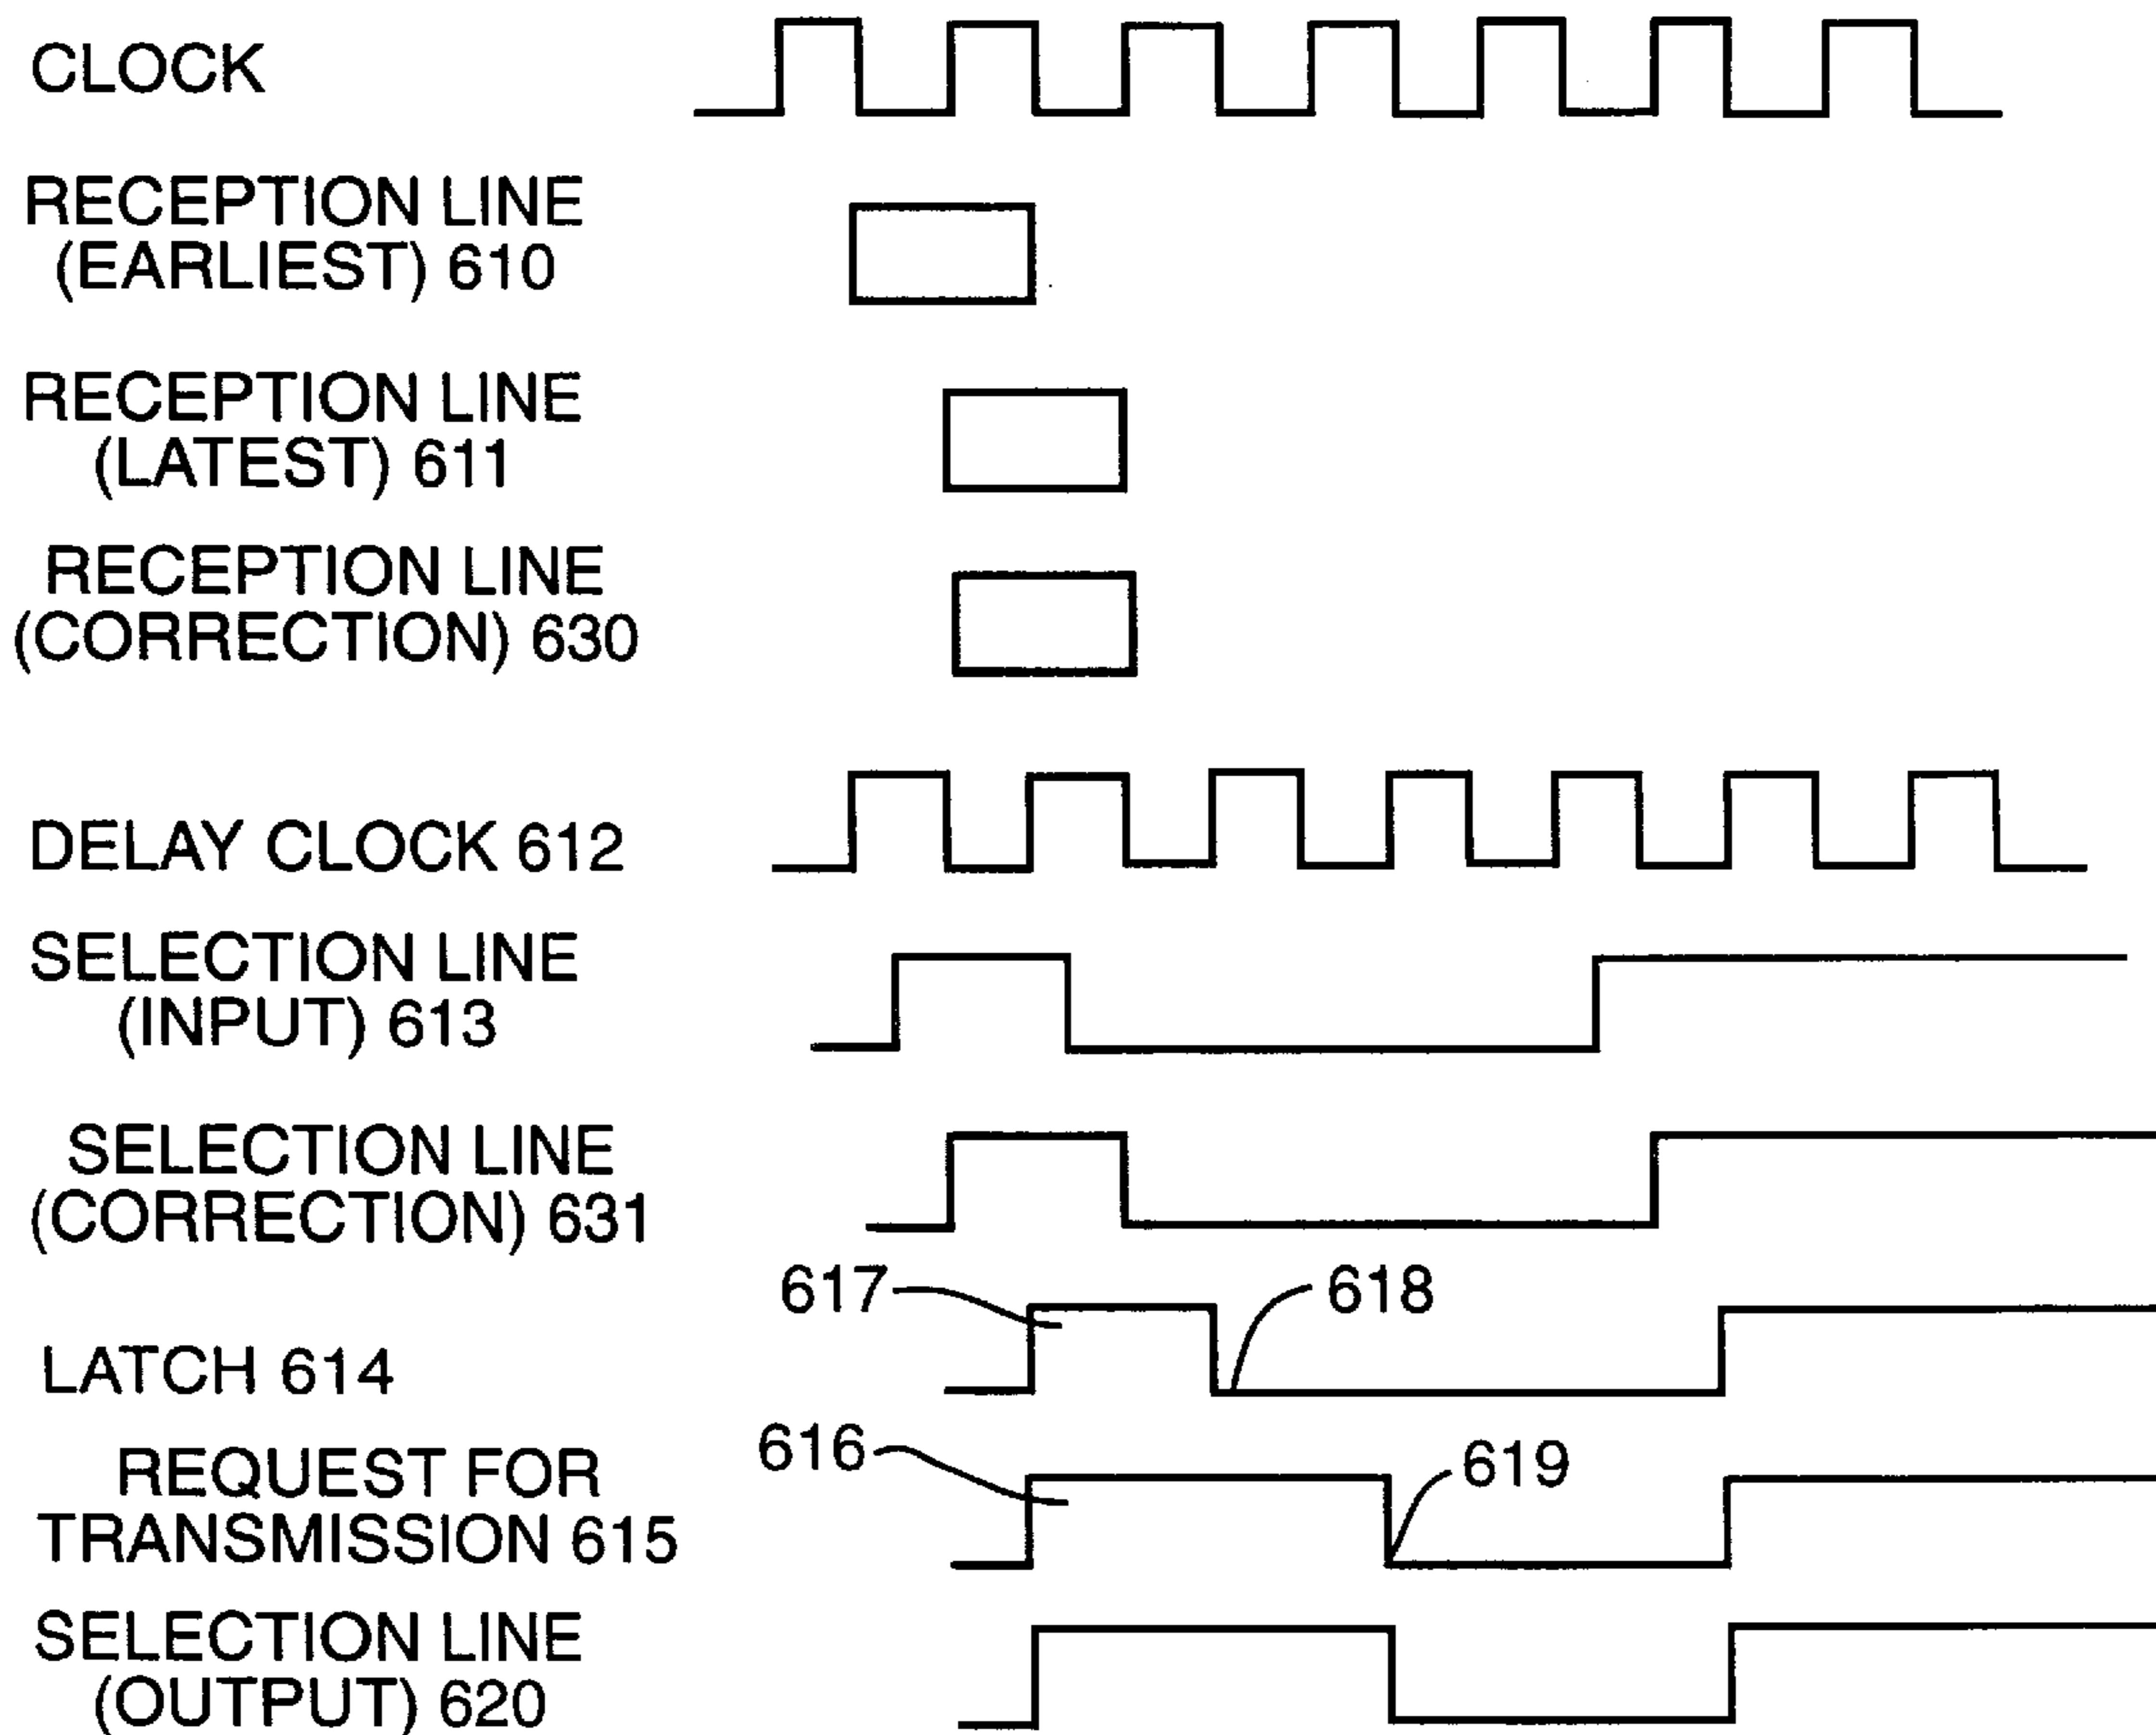 CLOCK
RECEPTION LINE
(EARLIEST) 610
RECEPTION LINE
(LATEST) 611
RECEPTION LINE
(CORRECTION) 630
DELAY CLOCK 612
SELECTION LINE
(INPUT) 613
SELECTION LINE
(CORRECTION) 631
617
618
LATCH 614
616
619
REQUEST FOR
TRANSMISSION 615
SELECTION LINE
(OUTPUT) 620